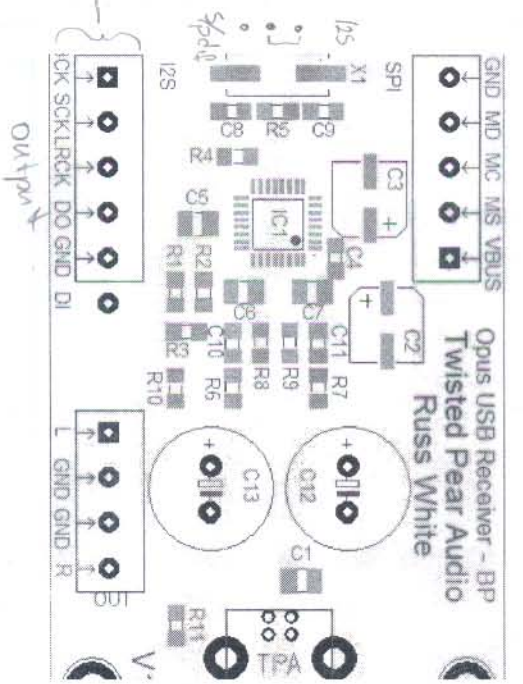 I2S
Spdif
output
GND MD MC MS VBUS
SPI
X1
I2S
CK SCK LRCK DO GND DI
C8 R5 C9
R4
C5
IC1
C3
+
C4
R1 R2
C6 C7
+
C2
R3 C10 R8 R9 C11
R10 R6 R7
Opus USB Receiver - BP
Twisted Pear Audio
Russ White
+
C13
+
C12
L GND GND R
OUT
C1
R11
TPA